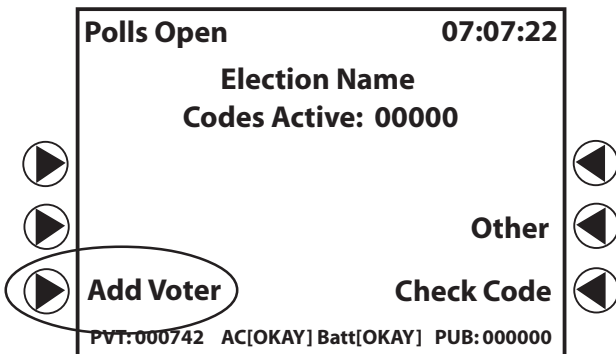 Polls Open 07:07:22
Election Name
Codes Active: 00000
Other
Add Voter Check Code
PVT: 000742 AC[OKAY] Batt[OKAY] PUB: 000000